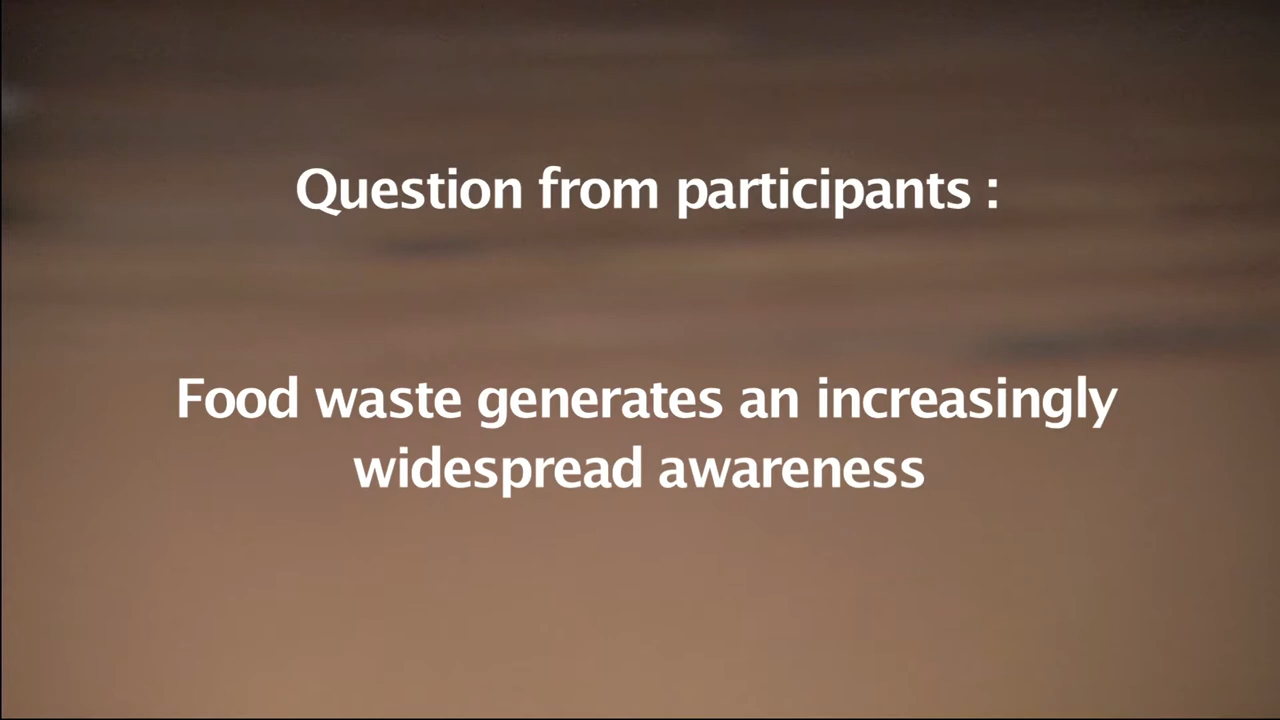 Question from participants :
Food waste generates an increasingly
widespread awareness